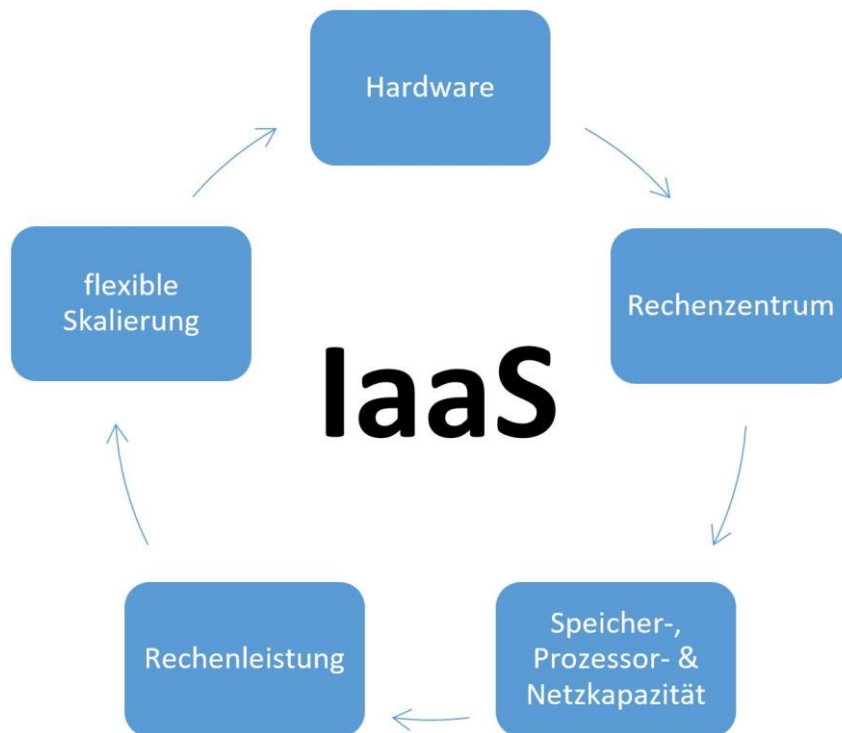 Hardware
Rechenzentrum
Speicher-,
Prozessor- &
Netzkapazität
Rechenleistung
flexible
Skalierung
IaaS